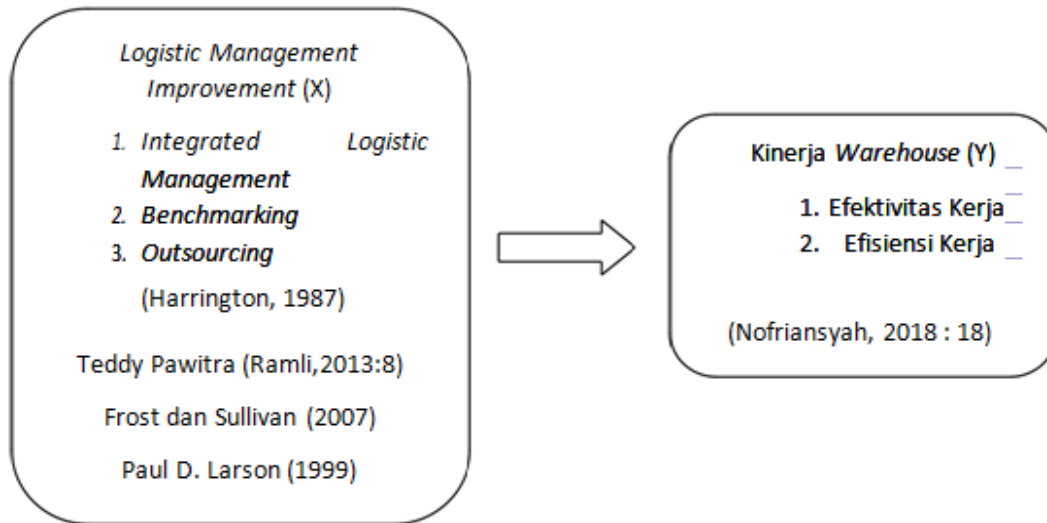 Logistic Management
Improvement (X)
1. Integrated Logistic
Management
2. Benchmarking
3. Outsourcing
(Harrington, 1987)
Teddy Pawitra (Ramli,2013:8)
Frost dan Sullivan (2007)
Paul D. Larson (1999)
Kinerja Warehouse (Y)
1. Efektivitas Kerja
2. Efisiensi Kerja
(Nofriansyah, 2018 : 18)